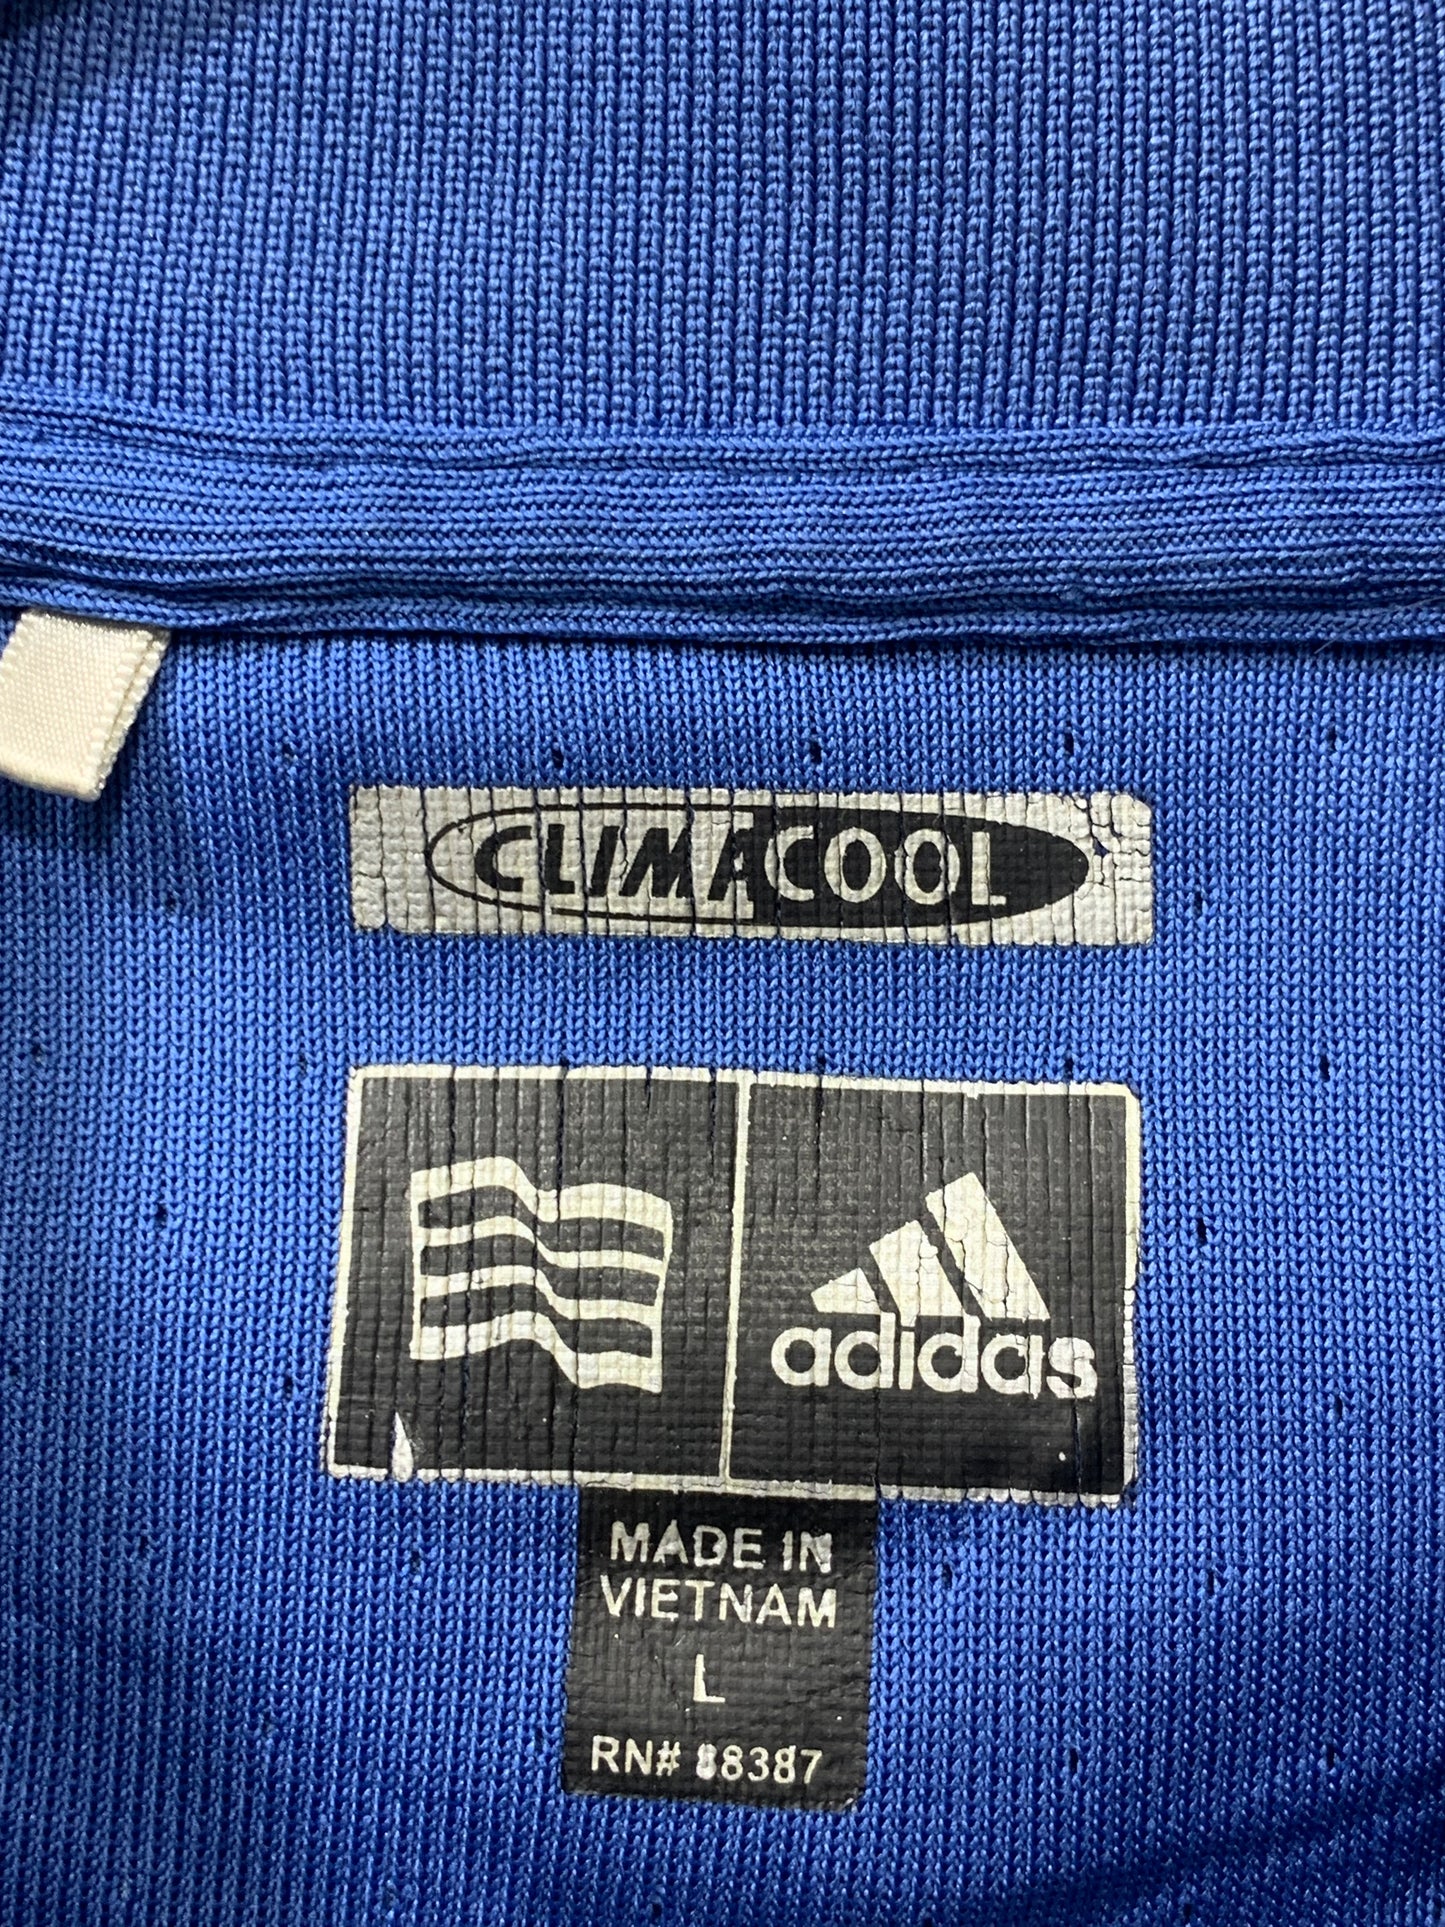 CLIMACOOL
adidas
MADE IN
VIETNAM
L
RN# 88387